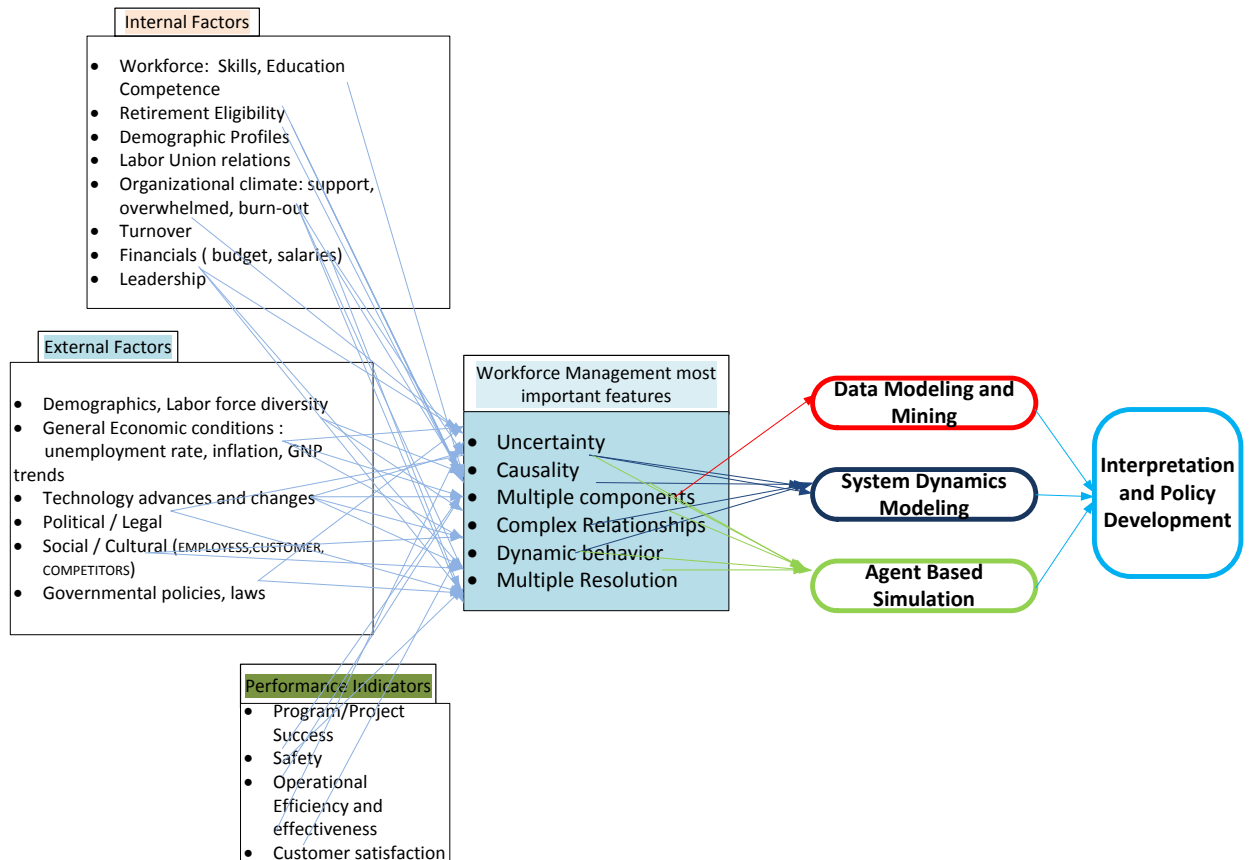 Internal Factors
• Workforce: Skills, Education
Competence
• Retirement Eligibility
• Demographic Profiles
• Labor Union relations
• Organizational climate: support,
overwhelmed, burn-out
• Turnover
• Financials ( budget, salaries)
• Leadership
External Factors
• Demographics, Labor force diversity
• General Economic conditions :
unemployment rate, inflation, GNP
trends
• Technology advances and changes
• Political / Legal
• Social / Cultural (EMPLOYESS,CUSTOMER,
COMPETITORS)
• Governmental policies, laws
Performance Indicators
• Program/Project
Success
• Safety
• Operational
Efficiency and
effectiveness
• Customer satisfaction
Workforce Management most
important features
• Uncertainty
• Causality
• Multiple components
• Complex Relationships
• Dynamic behavior
• Multiple Resolution
Data Modeling and
Mining
System Dynamics
Modeling
Agent Based
Simulation
Interpretation
and Policy
Development